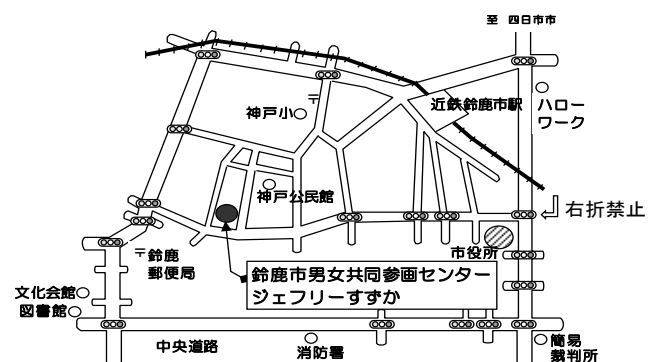 至 四日市市
近鉄鈴鹿市駅
ハロー
ワーク
〒
神戸小
神戸公民館
右折禁止
市役所
〒鈴鹿
郵便局
鈴鹿市男女共同参画センター
ジェフリーすずか
文化会館
図書館
中央道路
消防署
簡易
裁判所